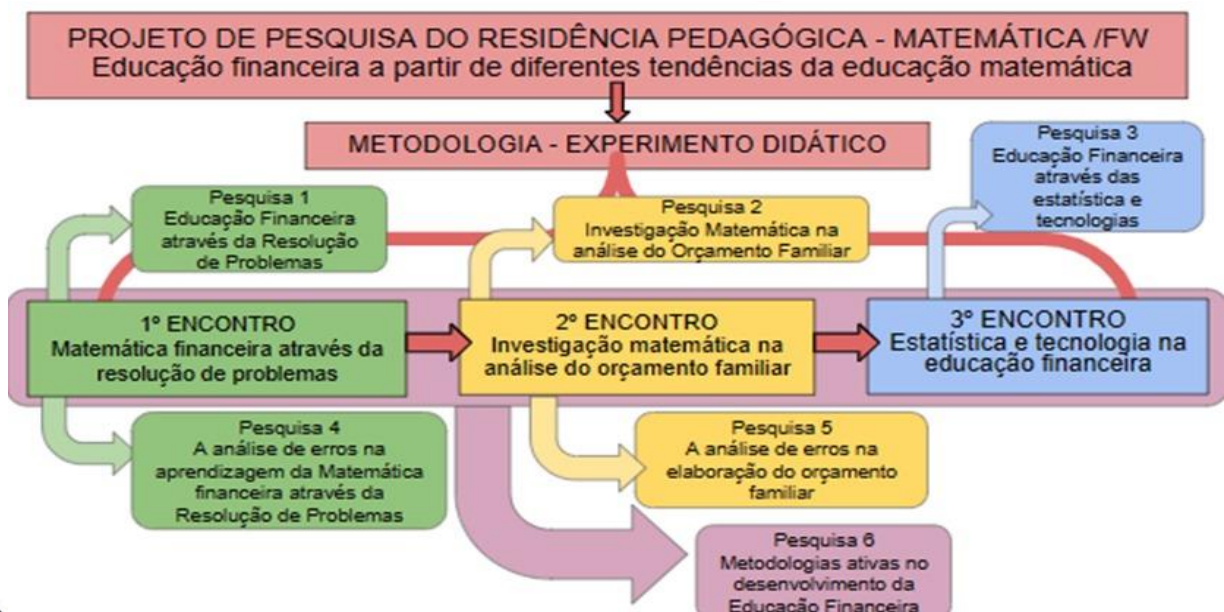 PROJETO DE PESQUISA DO RESIDÊNCIA PEDAGÓGICA - MATEMÁTICA /FW
Educação financeira a partir de diferentes tendências da educação matemática
METODOLOGIA - EXPERIMENTO DIDÁTICO
Pesquisa 1
Educação Financeira
através da Resolução
de Problemas
Pesquisa 2
Investigação Matemática na
análise do Orçamento Familiar
Pesquisa 3
Educação Financeira
através das
estatística e
tecnologias
1º ENCONTRO
Matemática financeira através da
resolução de problemas
2º ENCONTRO
Investigação matemática na
análise do orçamento familiar
3º ENCONTRO
Estatística e tecnologia na
educação financeira
Pesquisa 4
A análise de erros na
aprendizagem da Matemática
financeira através da
Resolução de Problemas
Pesquisa 5
A análise de erros na
elaboração do orçamento
familiar
Pesquisa 6
Metodologias ativas no
desenvolvimento da
Educação Financeira